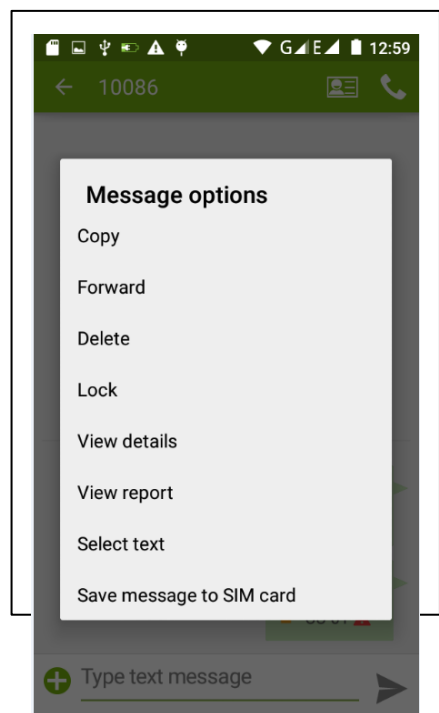 G E 12:59
10086
Message options
Copy
Forward
Delete
Lock
View details
View report
Select text
Save message to SIM card
Type text message